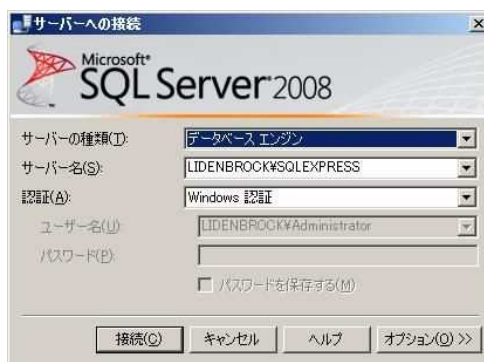 サーバーへの接続
Microsoft®
SQL Server®2008
サーバーの種類(T): データベース エンジン
サーバー名(S): LIDENBROCK¥SQLEXPRESS
認証(A): Windows 認証
ユーザー名(U): LIDENBROCK¥Administrator
パスワード(P):
パスワードを保存する(M)
接続(C) キャンセル ヘルプ オプション(O) >>